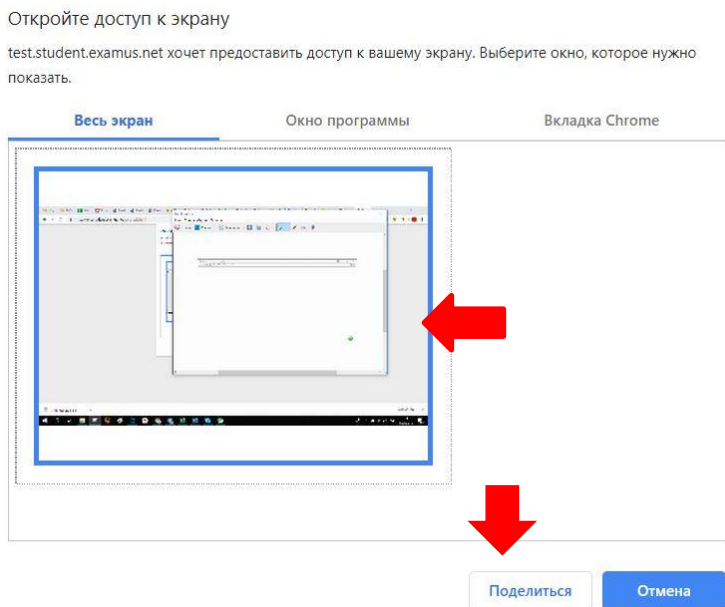 Откройте доступ к экрану
test.student.examus.net хочет предоставить доступ к вашему экрану. Выберите окно, которое нужно
показать.
Весь экран
Окно программы
Вкладка Chrome
Поделиться
Отмена